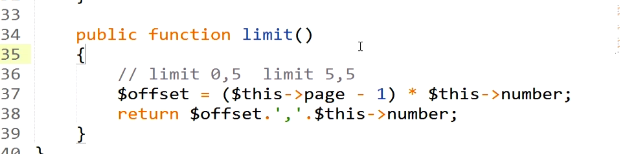 33
34 public function limit()
35 {
36 // limit 0,5 limit 5,5
37 $offset = ($this->page - 1) * $this->number;
38 return $offset.','.$this->number;
39 }
40 }